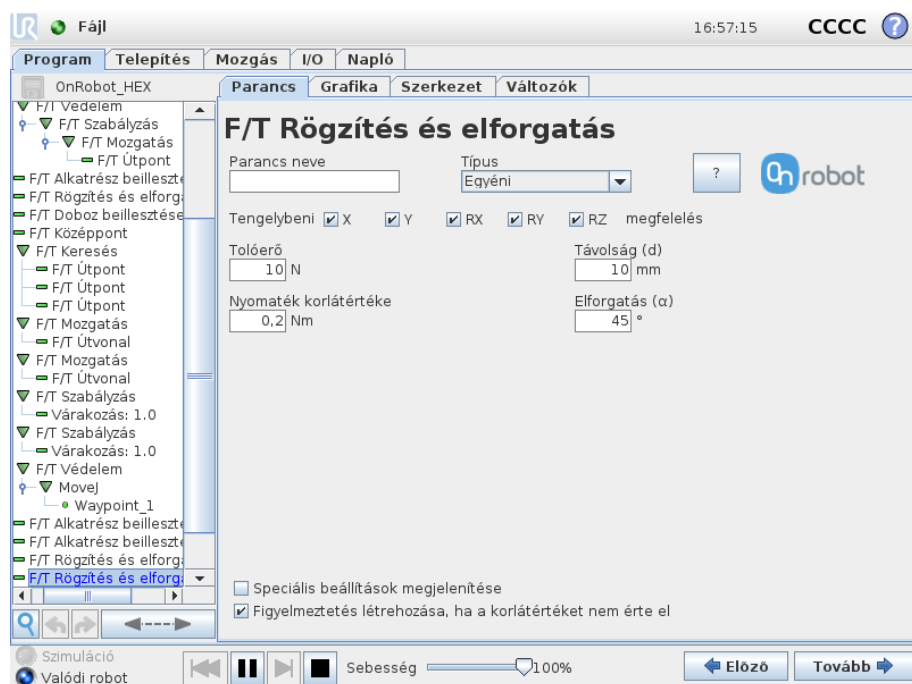 Fájl 16:57:15 CCCC ?
Program Telepítés Mozgás I/O Napló
OnRobot_HEX Parancs Grafika Szerkezet Változók
F/T Védelem
F/T Szabályzás
F/T Mozgatás
F/T Útpont
F/T Alkatrész beilleszté
F/T Rögzítés és elforga
F/T Doboz beillesztése
F/T Középpont
F/T Keresés
F/T Útpont
F/T Útpont
F/T Útpont
F/T Mozgatás
F/T Útvonal
F/T Mozgatás
F/T Útvonal
F/T Szabályzás
Várakozás: 1.0
F/T Szabályzás
Várakozás: 1.0
F/T Védelem
MoveJ
Waypoint_1
F/T Alkatrész beilleszté
F/T Alkatrész beilleszté
F/T Rögzítés és elforga
F/T Rögzítés és elforga
F/T Rögzítés és elforgatás
Parancs neve Típus
Egyéni ? On robot
Tengelybeni X Y RX RY RZ megfelelés
Tolóerő Távolság (d)
10 N 10 mm
Nyomaték korlátértéke Elforgatás (α)
0,2 Nm 45 °
Speciális beállítások megjelenítése
Figyelmeztetés létrehozása, ha a korlátértéket nem érte el
Szimuláció
Valódi robot
Sebesség 100% Előző Tovább